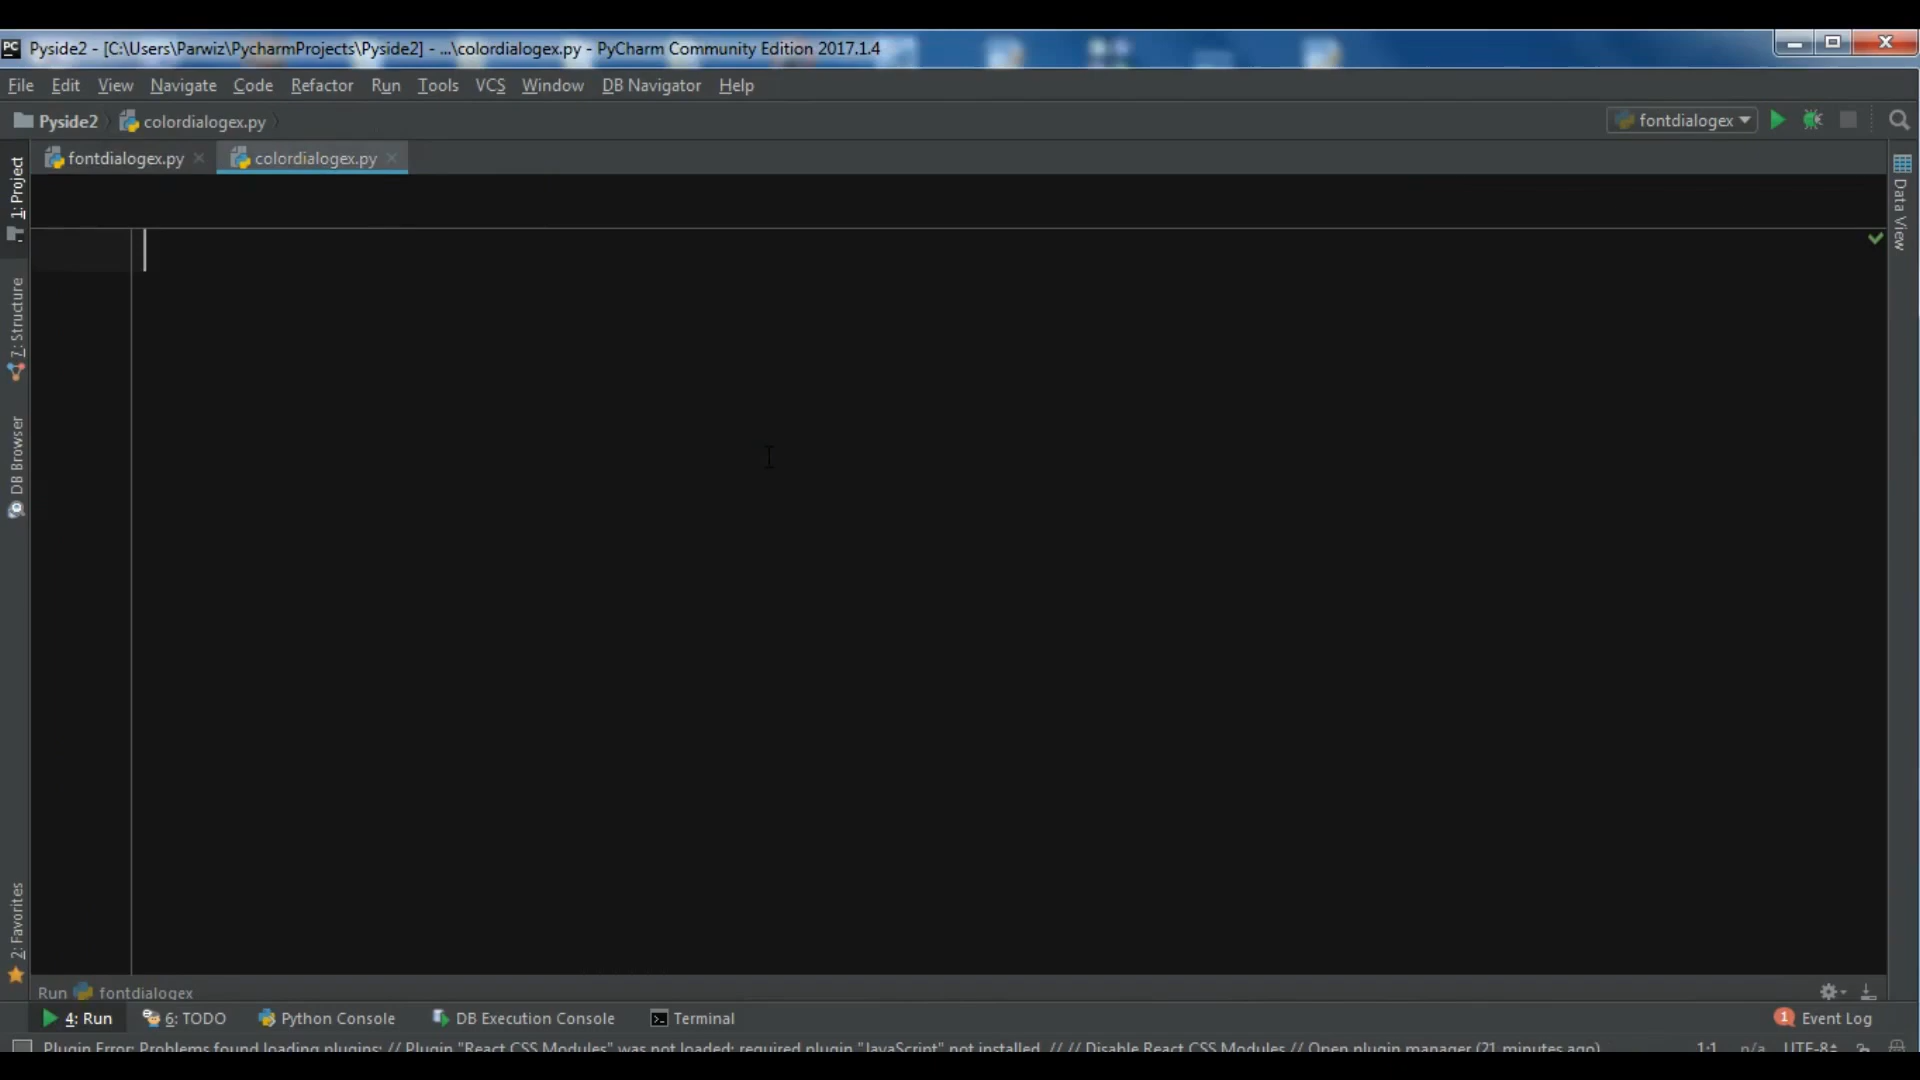 Pyside2 - [C:\Users\Parwiz\PycharmProjects\Pyside2] - ...\colordialogex.py - PyCharm Community Edition 2017.1.4
File Edit View Navigate Code Refactor Run Tools VCS Window DB Navigator Help
Pyside2 colordialogex.py fontdialogex
fontdialogex.py colordialogex.py
1: Project
7: Structure
DB Browser
2: Favorites
Data View
Run fontdialogex
4: Run 6: TODO Python Console DB Execution Console Terminal 1 Event Log
Plugin Error: Problems found loading plugins: // Plugin "React CSS Modules" was not loaded: required plugin "JavaScript" not installed. // // Disable React CSS Modules // Open plugin manager (21 minutes ago) 1:1 n/a UTF-8